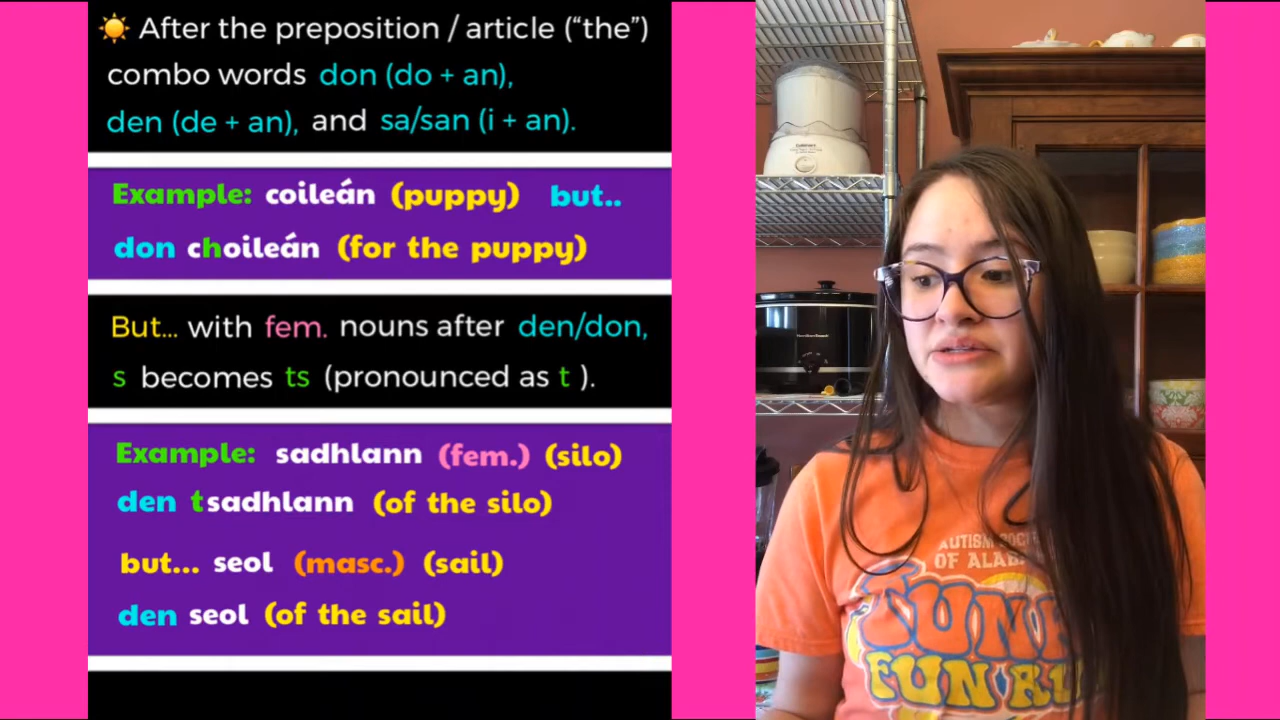 ☀️ After the preposition / article (“the”)
combo words don (do + an),
den (de + an), and sa/san (i + an).
Example: coileán (puppy) but..
don choileán (for the puppy)
But... with fem. nouns after den/don,
s becomes ts (pronounced as t ).
Example: sadhlann (fem.) (silo)
den tsadhlann (of the silo)
but... seol (masc.) (sail)
den seol (of the sail)
AUTISM
OF
FUN